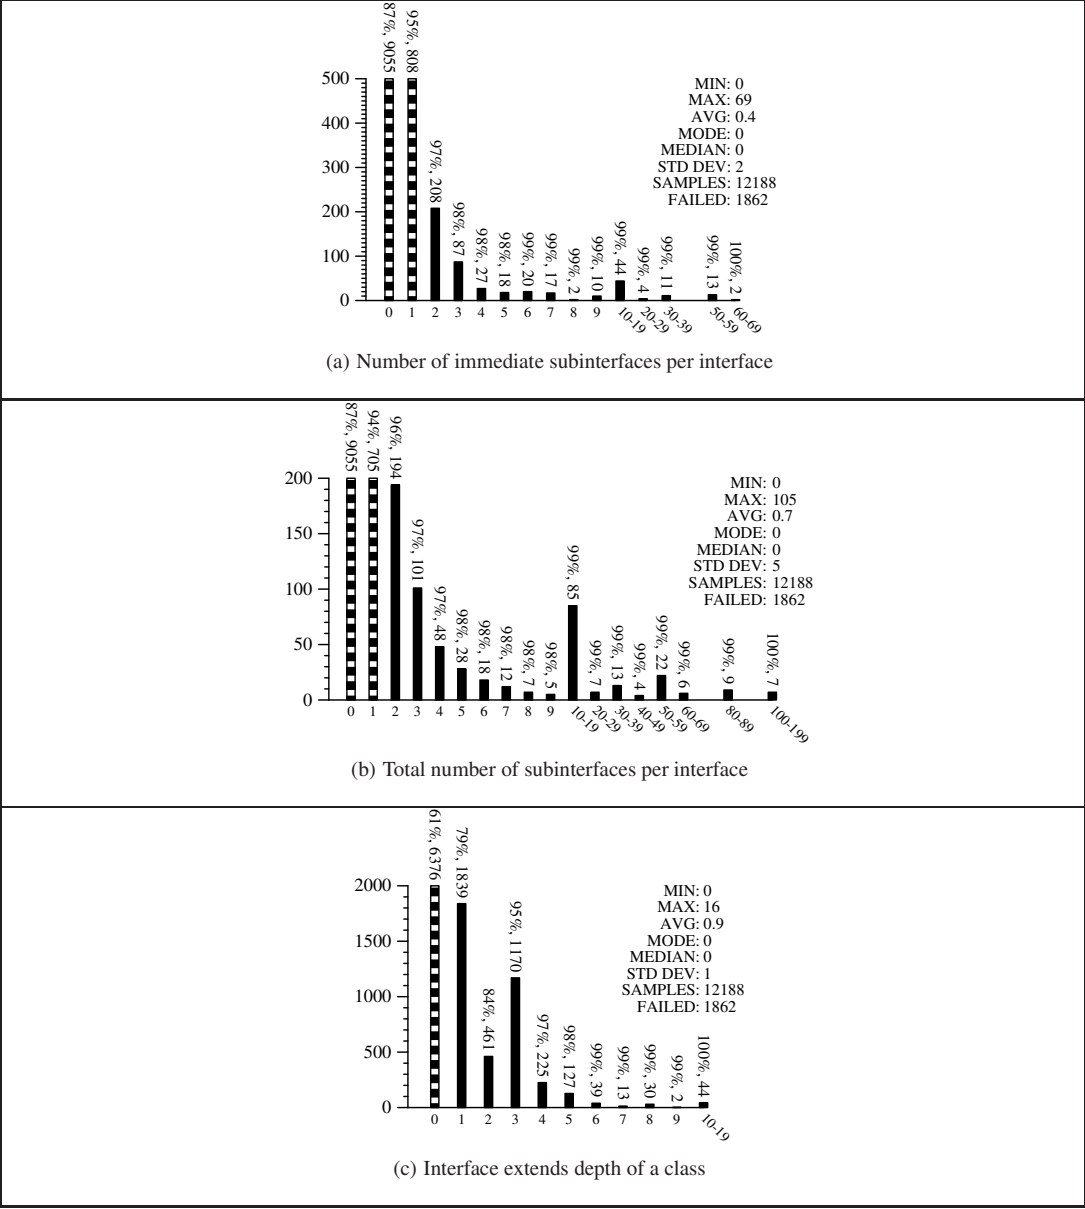 87%, 9055
95%, 808
97%, 208
98%, 87
98%, 27
98%, 18
99%, 20
99%, 17
99%, 2
99%, 10
99%, 44
99%, 4
99%, 11
99%, 13
100%, 2
500
400
300
200
100
0
0 1 2 3 4 5 6 7 8 9 10-19 20-29 30-39 50-59 60-69
MIN: 0
MAX: 69
AVG: 0.4
MODE: 0
MEDIAN: 0
STD DEV: 2
SAMPLES: 12188
FAILED: 1862
(a) Number of immediate subinterfaces per interface
87%, 9055
94%, 705
96%, 194
97%, 101
97%, 48
98%, 28
98%, 18
98%, 12
98%, 7
98%, 5
99%, 85
99%, 7
99%, 13
99%, 4
99%, 22
99%, 6
99%, 9
100%, 7
200
150
100
50
0
0 1 2 3 4 5 6 7 8 9 10-19 20-29 30-39 40-49 50-59 60-69 80-89 100-199
MIN: 0
MAX: 105
AVG: 0.7
MODE: 0
MEDIAN: 0
STD DEV: 5
SAMPLES: 12188
FAILED: 1862
(b) Total number of subinterfaces per interface
61%, 6376
79%, 1839
84%, 461
95%, 1170
97%, 225
98%, 127
99%, 39
99%, 13
99%, 30
99%, 2
100%, 44
2000
1500
1000
500
0
0 1 2 3 4 5 6 7 8 9 10-19
MIN: 0
MAX: 16
AVG: 0.9
MODE: 0
MEDIAN: 0
STD DEV: 1
SAMPLES: 12188
FAILED: 1862
(c) Interface extends depth of a class